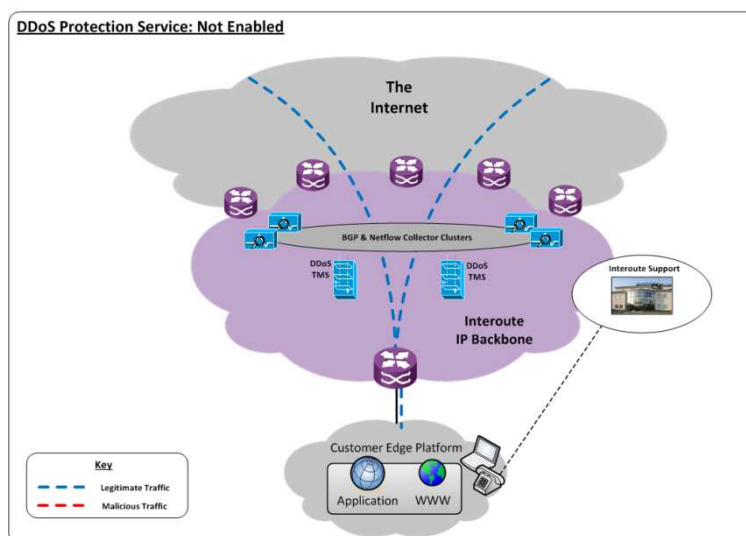 DDoS Protection Service: Not Enabled
The
Internet
BGP & Netflow Collector Clusters
DDoS
TMS
DDoS
TMS
Interoute Support
Interoute
IP Backbone
Customer Edge Platform
Application
WWW
Key
Legitimate Traffic
Malicious Traffic